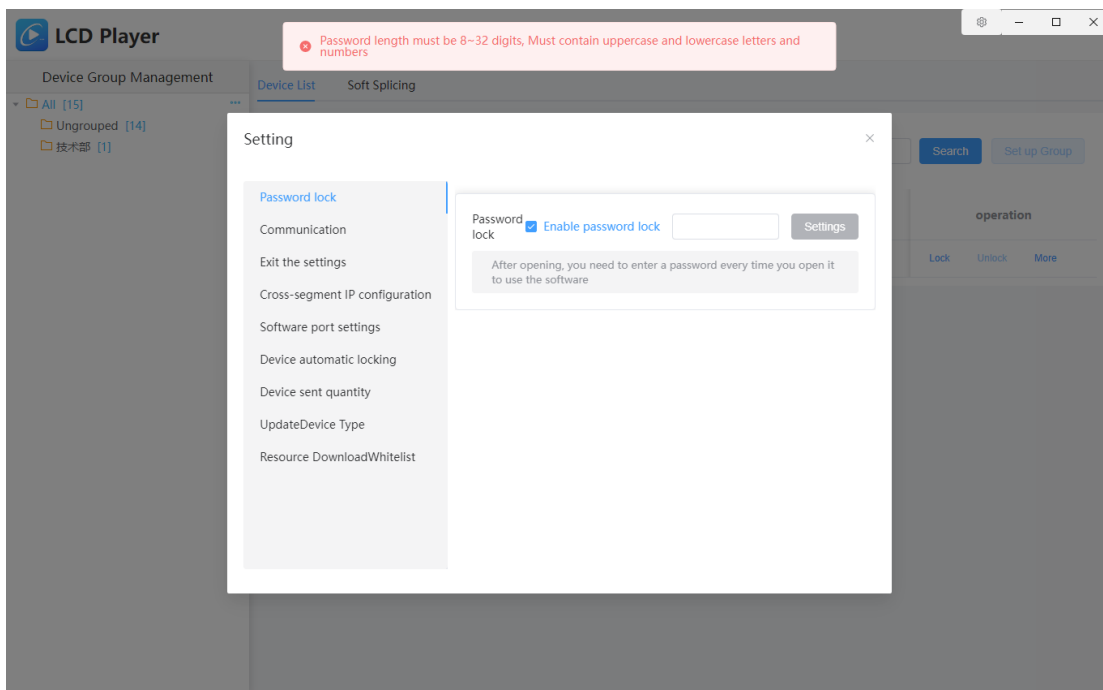 LCD Player
Password length must be 8~32 digits, Must contain uppercase and lowercase letters and
numbers
Device Group Management
All [15]
Ungrouped [14]
技术部 [1]
Device List
Soft Splicing
Search
Set up Group
operation
Lock
Unlock
More
Setting
Password lock
Communication
Exit the settings
Cross-segment IP configuration
Software port settings
Device automatic locking
Device sent quantity
UpdateDevice Type
Resource DownloadWhitelist
Password
lock
Enable password lock
Settings
After opening, you need to enter a password every time you open it
to use the software